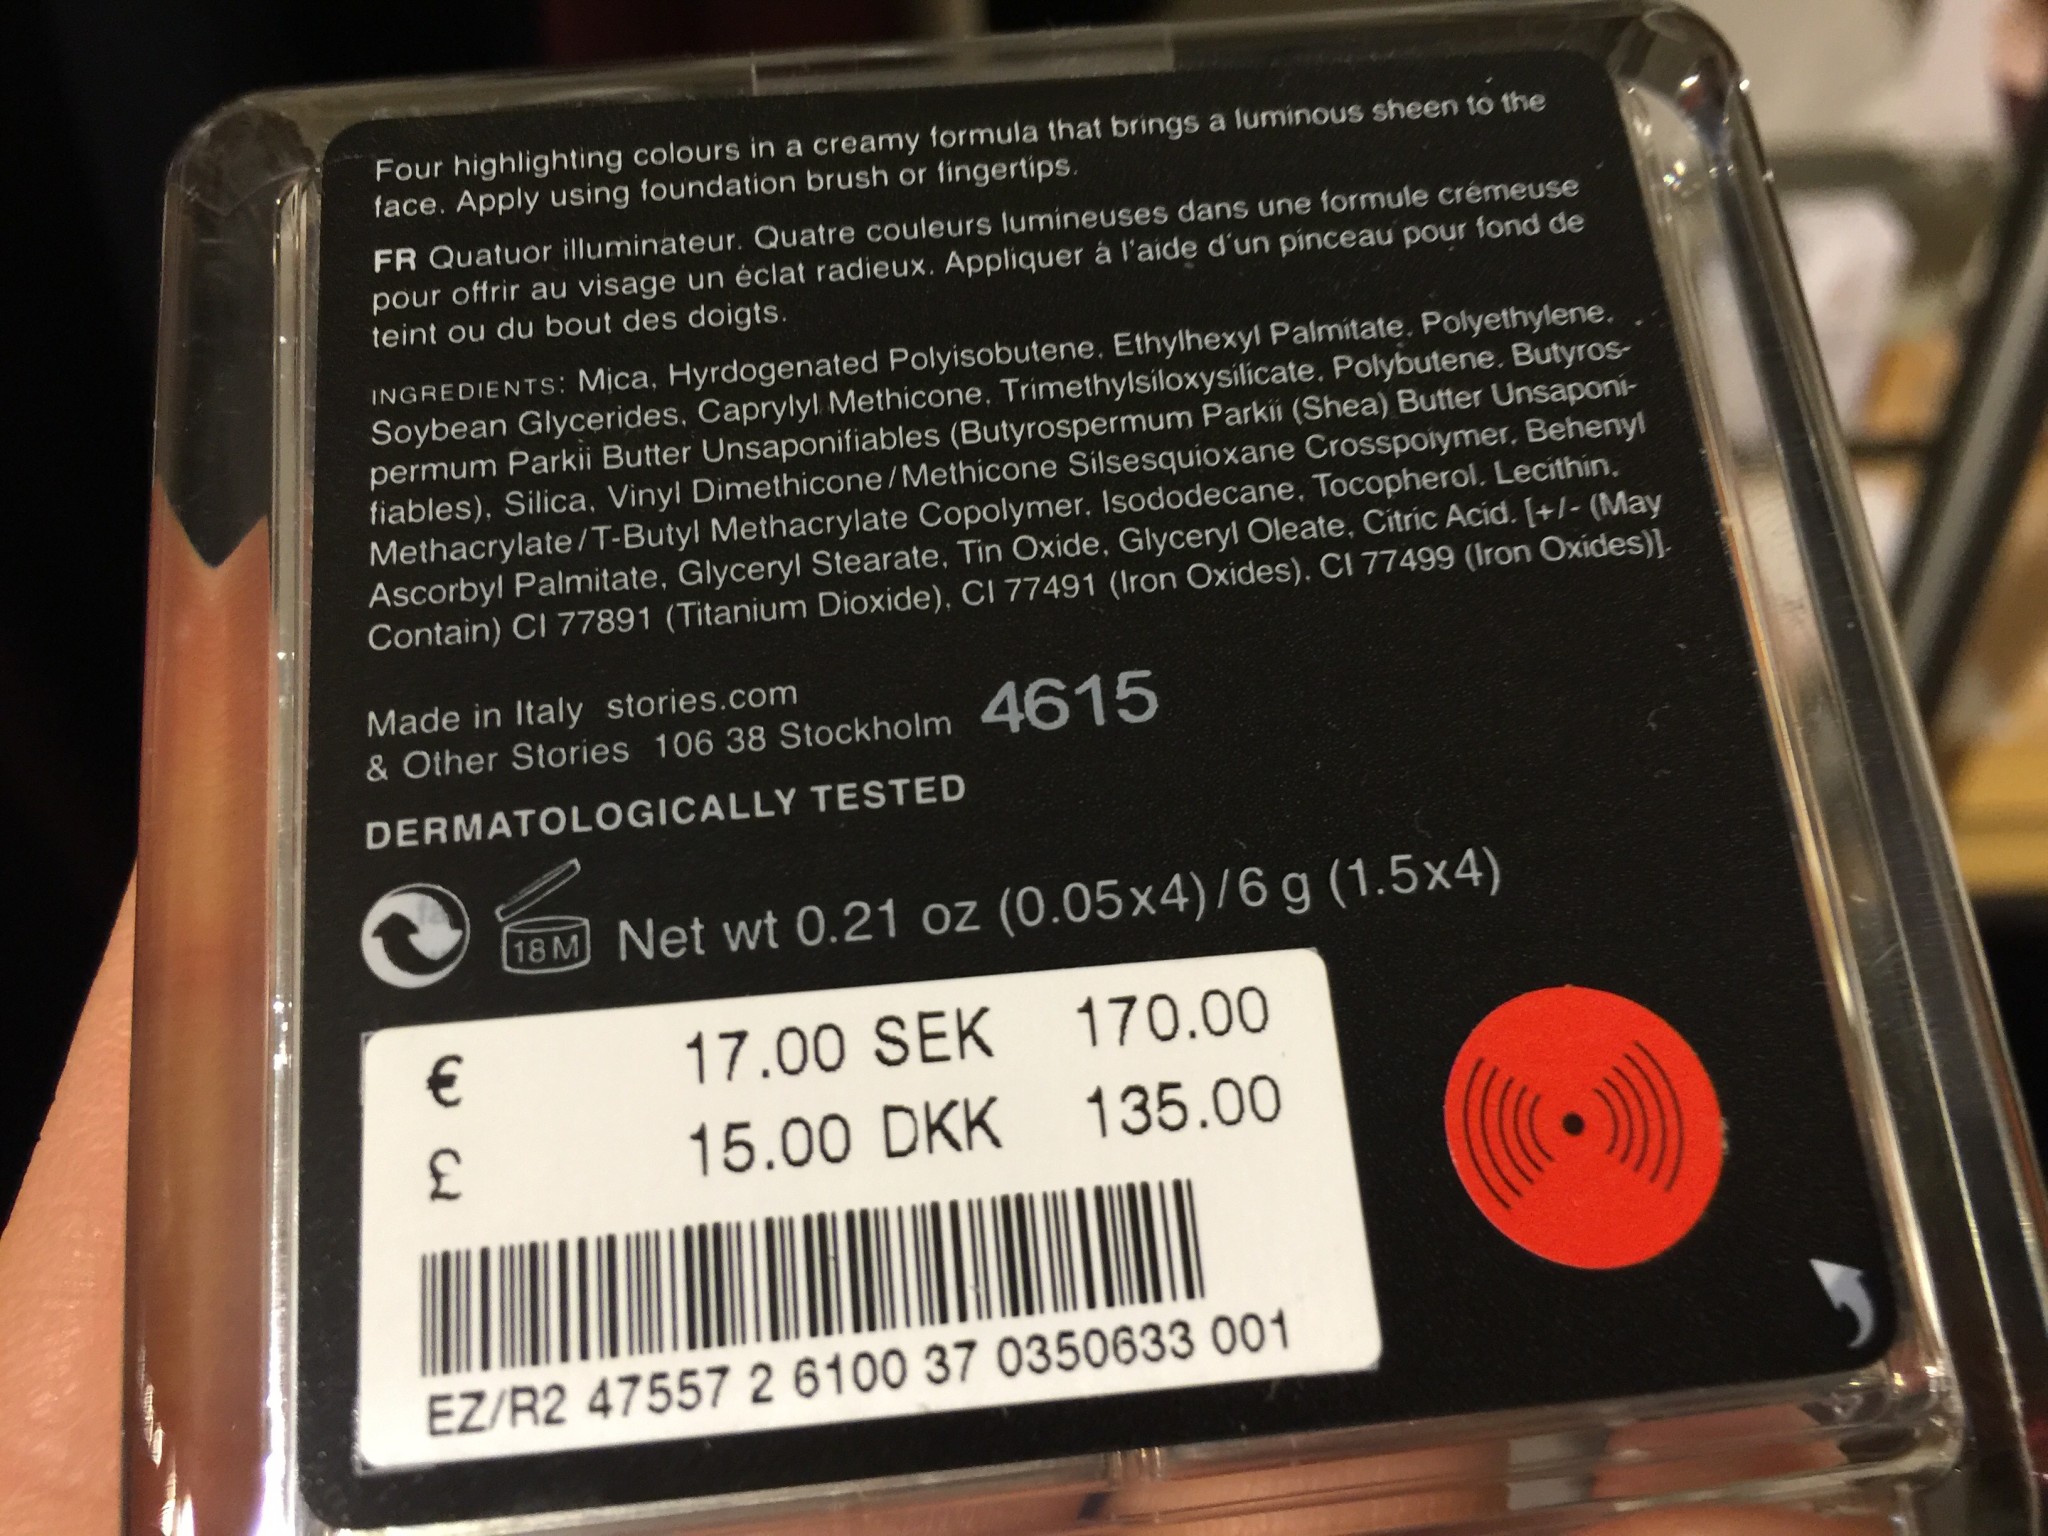 Four highlighting colours in a creamy formula that brings a luminous sheen to the
face. Apply using foundation brush or fingertips.
FR Quatuor illuminateur. Quatre couleurs lumineuses dans une formule crémeuse
pour offrir au visage un éclat radieux. Appliquer à l'aide d'un pinceau pour fond de
teint ou du bout des doigts.
INGREDIENTS: Mica, Hyrdogenated Polyisobutene, Ethylhexyl Palmitate, Polyethylene,
Soybean Glycerides, Caprylyl Methicone, Trimethylsiloxysilicate, Polybutene, Butyros-
permum Parkii Butter Unsaponifiables (Butyrospermum Parkii (Shea) Butter Unsaponi-
fiables), Silica, Vinyl Dimethicone/Methicone Silsesquioxane Crosspolymer, Behenyl
Methacrylate/T-Butyl Methacrylate Copolymer, Isododecane, Tocopherol, Lecithin,
Ascorbyl Palmitate, Glyceryl Stearate, Tin Oxide, Glyceryl Oleate, Citric Acid. [+/- (May
Contain) CI 77891 (Titanium Dioxide), CI 77491 (Iron Oxides), CI 77499 (Iron Oxides)].
Made in Italy stories.com
& Other Stories 106 38 Stockholm 4615
DERMATOLOGICALLY TESTED
18M Net wt 0.21 oz (0.05x4)/6 g (1.5x4)
€ 17.00 SEK 170.00
£ 15.00 DKK 135.00
EZ/R2 47557 2 6100 37 0350633 001